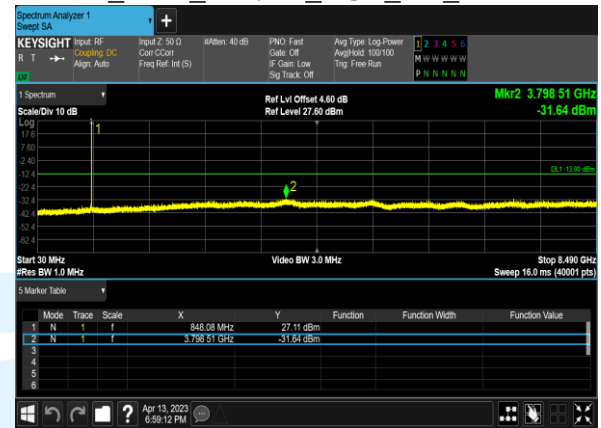 Spectrum Analyzer 1
Swept SA
KEYSIGHT
R T
Input: RF
Coupling: DC
Align: Auto
Input Z: 50 Ω
Corr CCorr
Freq Ref: Int (S)
#Atten: 40 dB
PNO: Fast
Gate: Off
IF Gain: Low
Sig Track: Off
Avg Type: Log-Power
Avg|Hold: 100/100
Trig: Free Run
1 2 3 4 5 6
M W W W W W
P N N N N N
1 Spectrum
Scale/Div 10 dB
Ref Lvl Offset 4.60 dB
Ref Level 27.60 dBm
Mkr2 3.798 51 GHz
-31.64 dBm
Log
17.6
7.60
-2.40
-12.4
-22.4
-32.4
-42.4
-52.4
-62.4
1
2
DL1 -13.00 dBm
Start 30 MHz
#Res BW 1.0 MHz
Video BW 3.0 MHz
Stop 8.490 GHz
Sweep 16.0 ms (40001 pts)
5 Marker Table
Mode Trace Scale X Y Function Function Width Function Value
1 N 1 f 848.08 MHz 27.11 dBm
2 N 1 f 3.798 51 GHz -31.64 dBm
3
4
5
6
?
Apr 13, 2023
6:59:12 PM